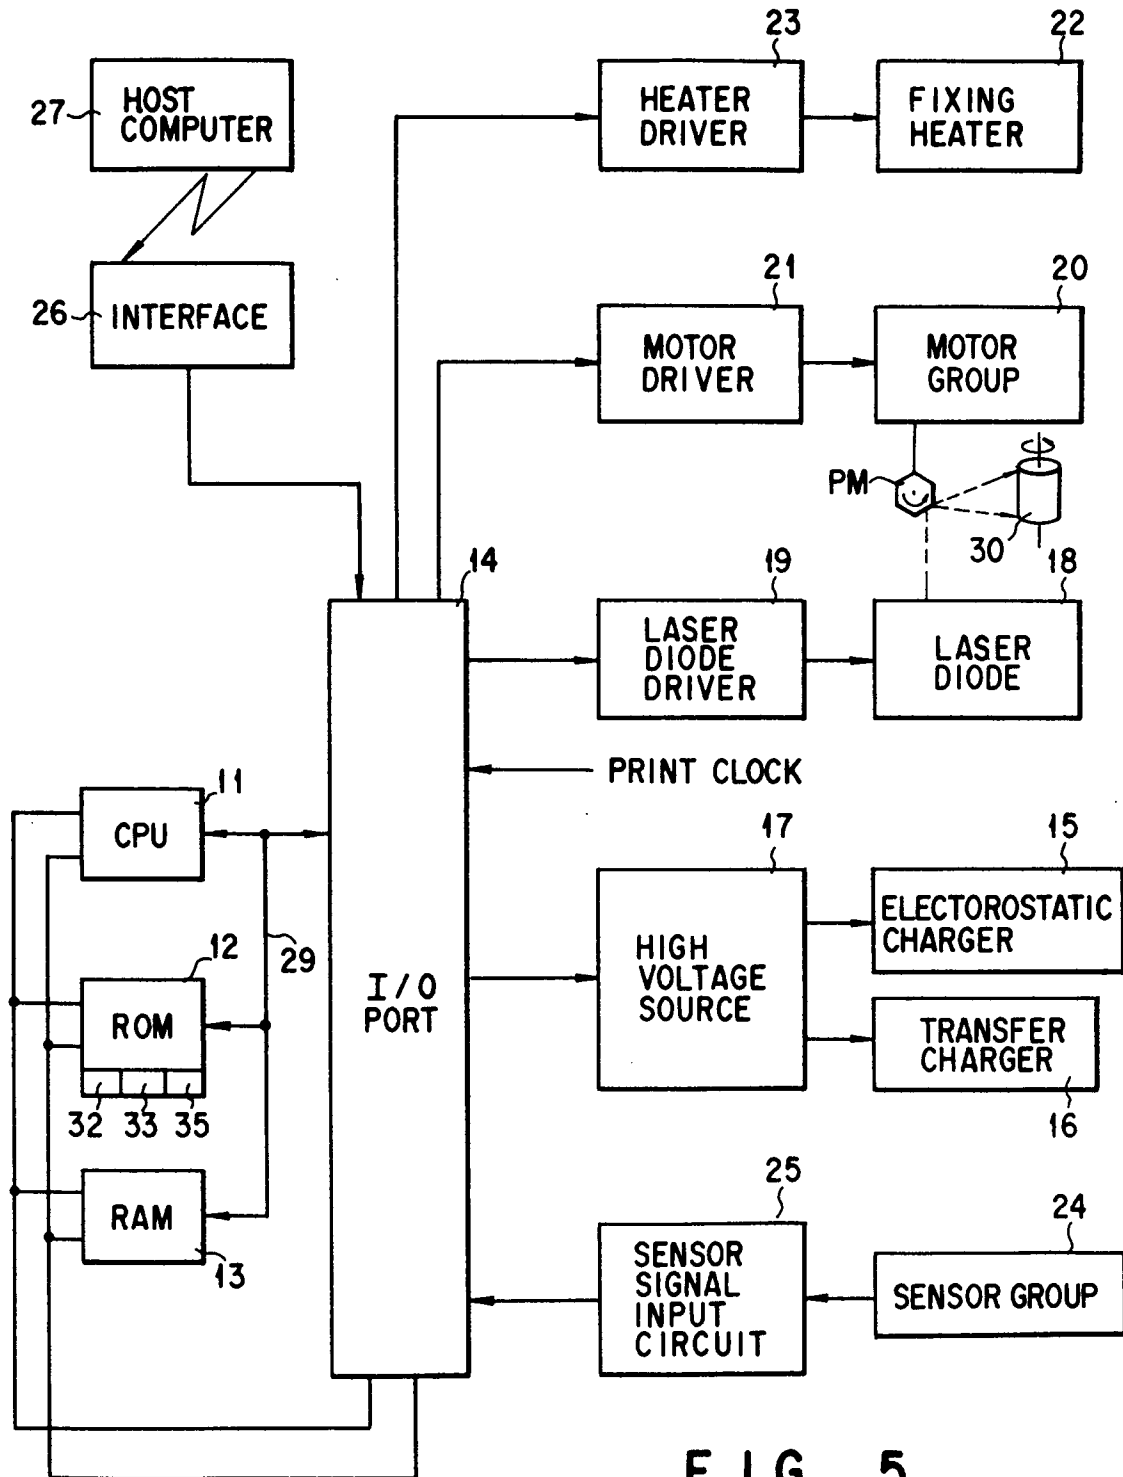 23
22
27
HOST
COMPUTER
HEATER
DRIVER
FIXING
HEATER
26
INTERFACE
21
20
MOTOR
DRIVER
MOTOR
GROUP
PM
30
14
19
18
LASER
DIODE
DRIVER
LASER
DIODE
PRINT CLOCK
11
CPU
17
15
ELECTOROSTATIC
CHARGER
12
29
ROM
I/O
PORT
HIGH
VOLTAGE
SOURCE
TRANSFER
CHARGER
32 33 35
16
RAM
13
25
24
SENSOR
SIGNAL
INPUT
CIRCUIT
SENSOR GROUP
FIG. 5